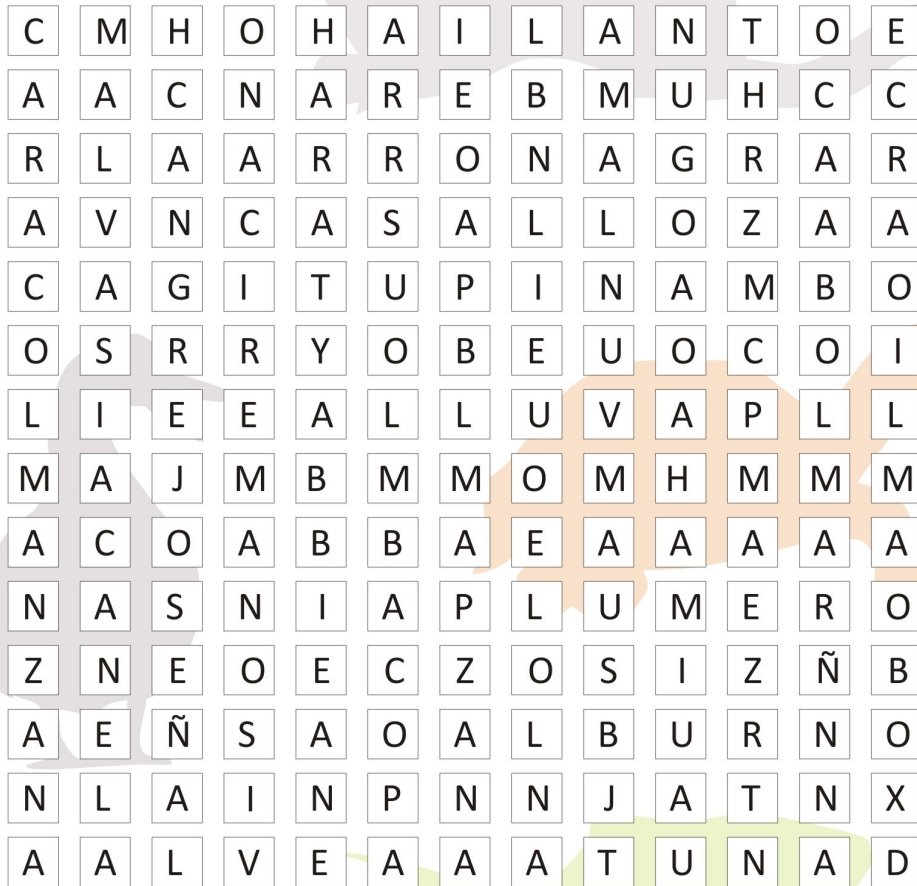 C M H O H A I L A N T O E
A A C N A R E B M U H C C
R L A A R R O N A G R A R
A V N C A S A L L O Z A A
C A G I T U P I N A M B O
O S R R Y O B E U O C O I
L I E E A L L U V A P L L
M A J M B M M O M H M M M
A C O A B B A E A A A A A
N A S N I A P L U M E R O
Z N E O E C Z O S I Z Ñ B
A E Ñ S A O A L B U R N O
N L A I N P N N J A T N X
A A L V E A A A T U N A D